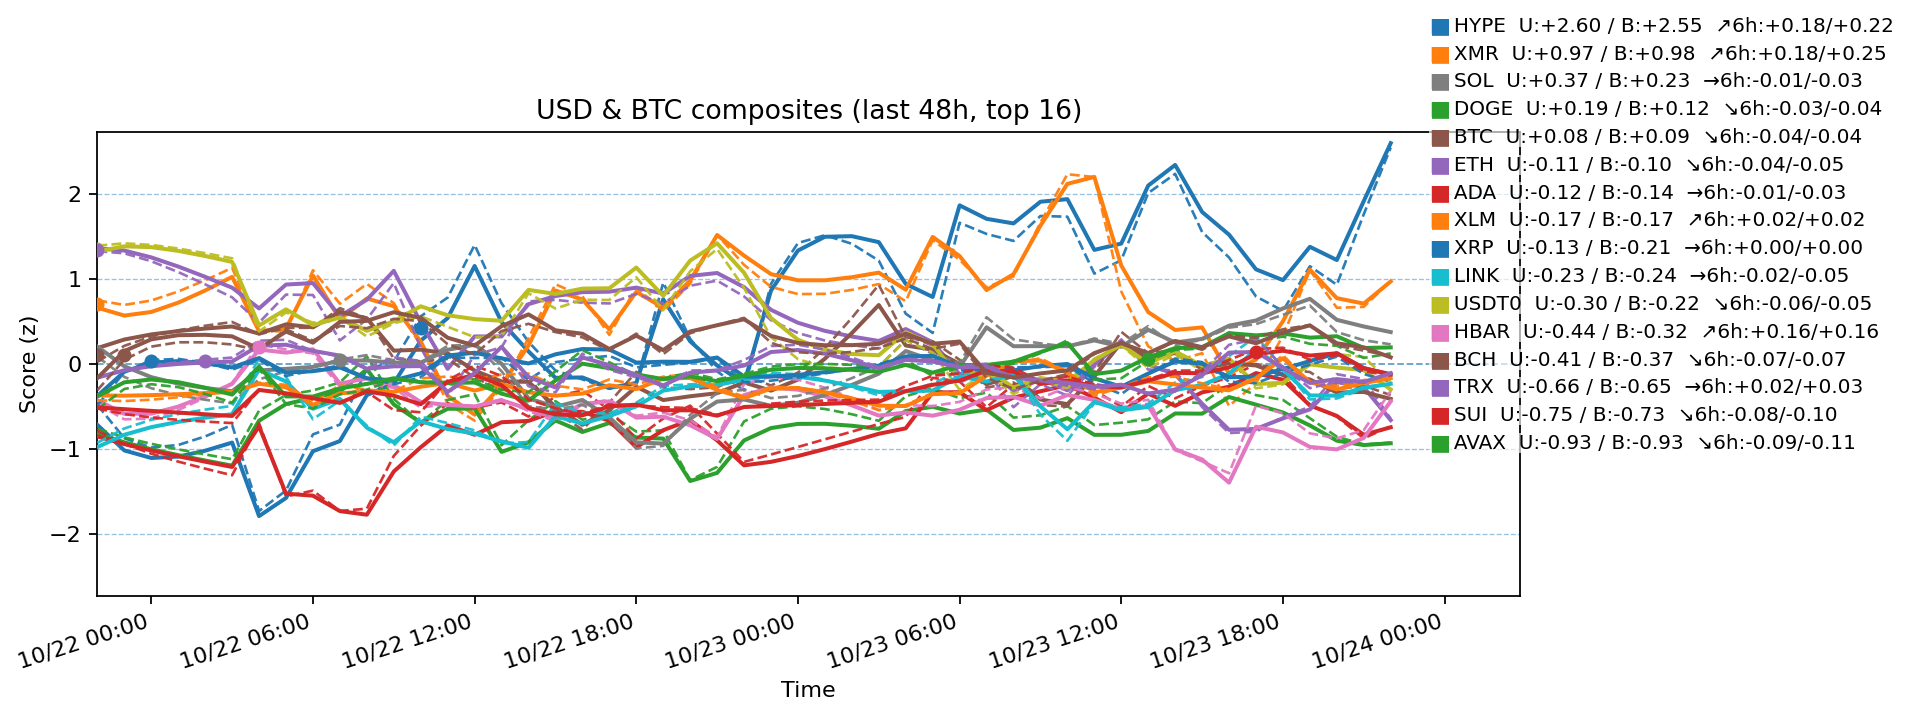 HYPE U:+2.60 / B:+2.55 ↗6h:+0.18/+0.22
XMR U:+0.97 / B:+0.98 ↗6h:+0.18/+0.25
SOL U:+0.37 / B:+0.23 →6h:-0.01/-0.03
DOGE U:+0.19 / B:+0.12 ↘6h:-0.03/-0.04
BTC U:+0.08 / B:+0.09 ↘6h:-0.04/-0.04
ETH U:-0.11 / B:-0.10 ↘6h:-0.04/-0.05
ADA U:-0.12 / B:-0.14 →6h:-0.01/-0.03
XLM U:-0.17 / B:-0.17 ↗6h:+0.02/+0.02
XRP U:-0.13 / B:-0.21 →6h:+0.00/+0.00
LINK U:-0.23 / B:-0.24 →6h:-0.02/-0.05
USDT0 U:-0.30 / B:-0.22 ↘6h:-0.06/-0.05
HBAR U:-0.44 / B:-0.32 ↗6h:+0.16/+0.16
BCH U:-0.41 / B:-0.37 ↘6h:-0.07/-0.07
TRX U:-0.66 / B:-0.65 →6h:+0.02/+0.03
SUI U:-0.75 / B:-0.73 ↘6h:-0.08/-0.10
AVAX U:-0.93 / B:-0.93 ↘6h:-0.09/-0.11
USD & BTC composites (last 48h, top 16)
Score (z)
2
1
0
−1
−2
10/22 00:00
10/22 06:00
10/22 12:00
10/22 18:00
10/23 00:00
10/23 06:00
10/23 12:00
10/23 18:00
10/24 00:00
Time